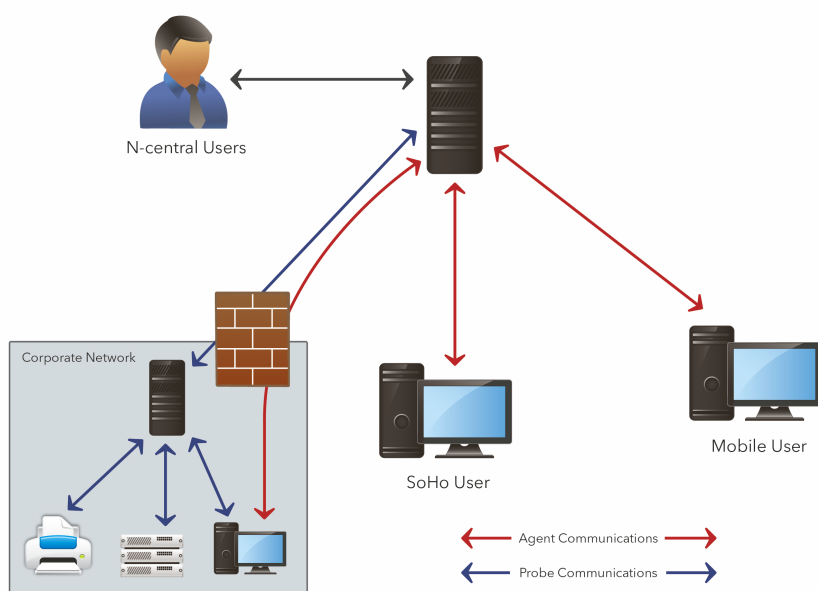 N-central Users
Corporate Network
SoHo User
Mobile User
Agent Communications
Probe Communications